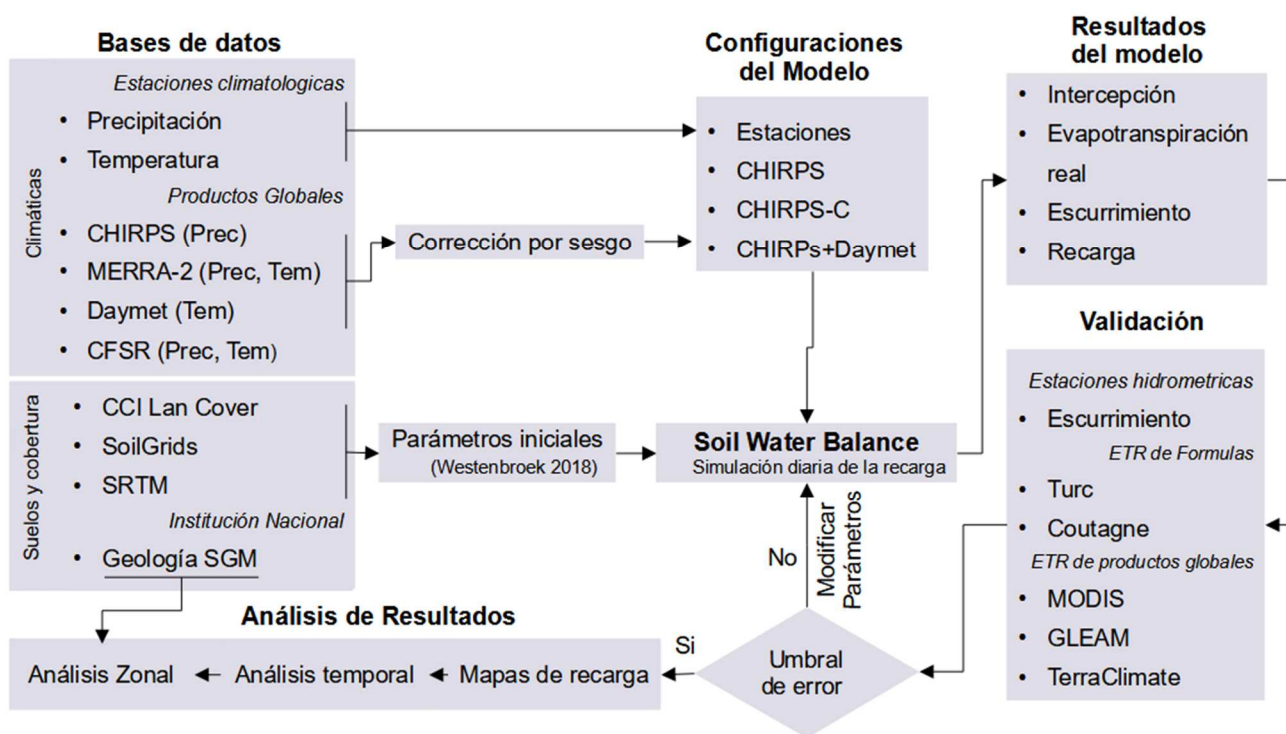 Bases de datos
Estaciones climatologicas
• Precipitación
• Temperatura
Productos Globales
• CHIRPS (Prec)
• MERRA-2 (Prec, Tem)
• Daymet (Tem)
• CFSR (Prec, Tem)
Climáticas
• CCI Lan Cover
• SoilGrids
• SRTM
Institución Nacional
• Geología SGM
Suelos y cobertura
Corrección por sesgo
Parámetros iniciales
(Westenbroek 2018)
Configuraciones
del Modelo
• Estaciones
• CHIRPS
• CHIRPS-C
• CHIRPs+Daymet
Soil Water Balance
Simulación diaria de la recarga
Resultados
del modelo
• Intercepción
• Evapotranspiración
real
• Escurrimiento
• Recarga
Validación
Estaciones hidrometricas
• Escurrimiento
ETR de Formulas
• Turc
• Coutagne
ETR de productos globales
• MODIS
• GLEAM
• TerraClimate
Umbral
de error
No
Modificar
Parámetros
Si
Análisis de Resultados
Análisis Zonal
Análisis temporal
Mapas de recarga